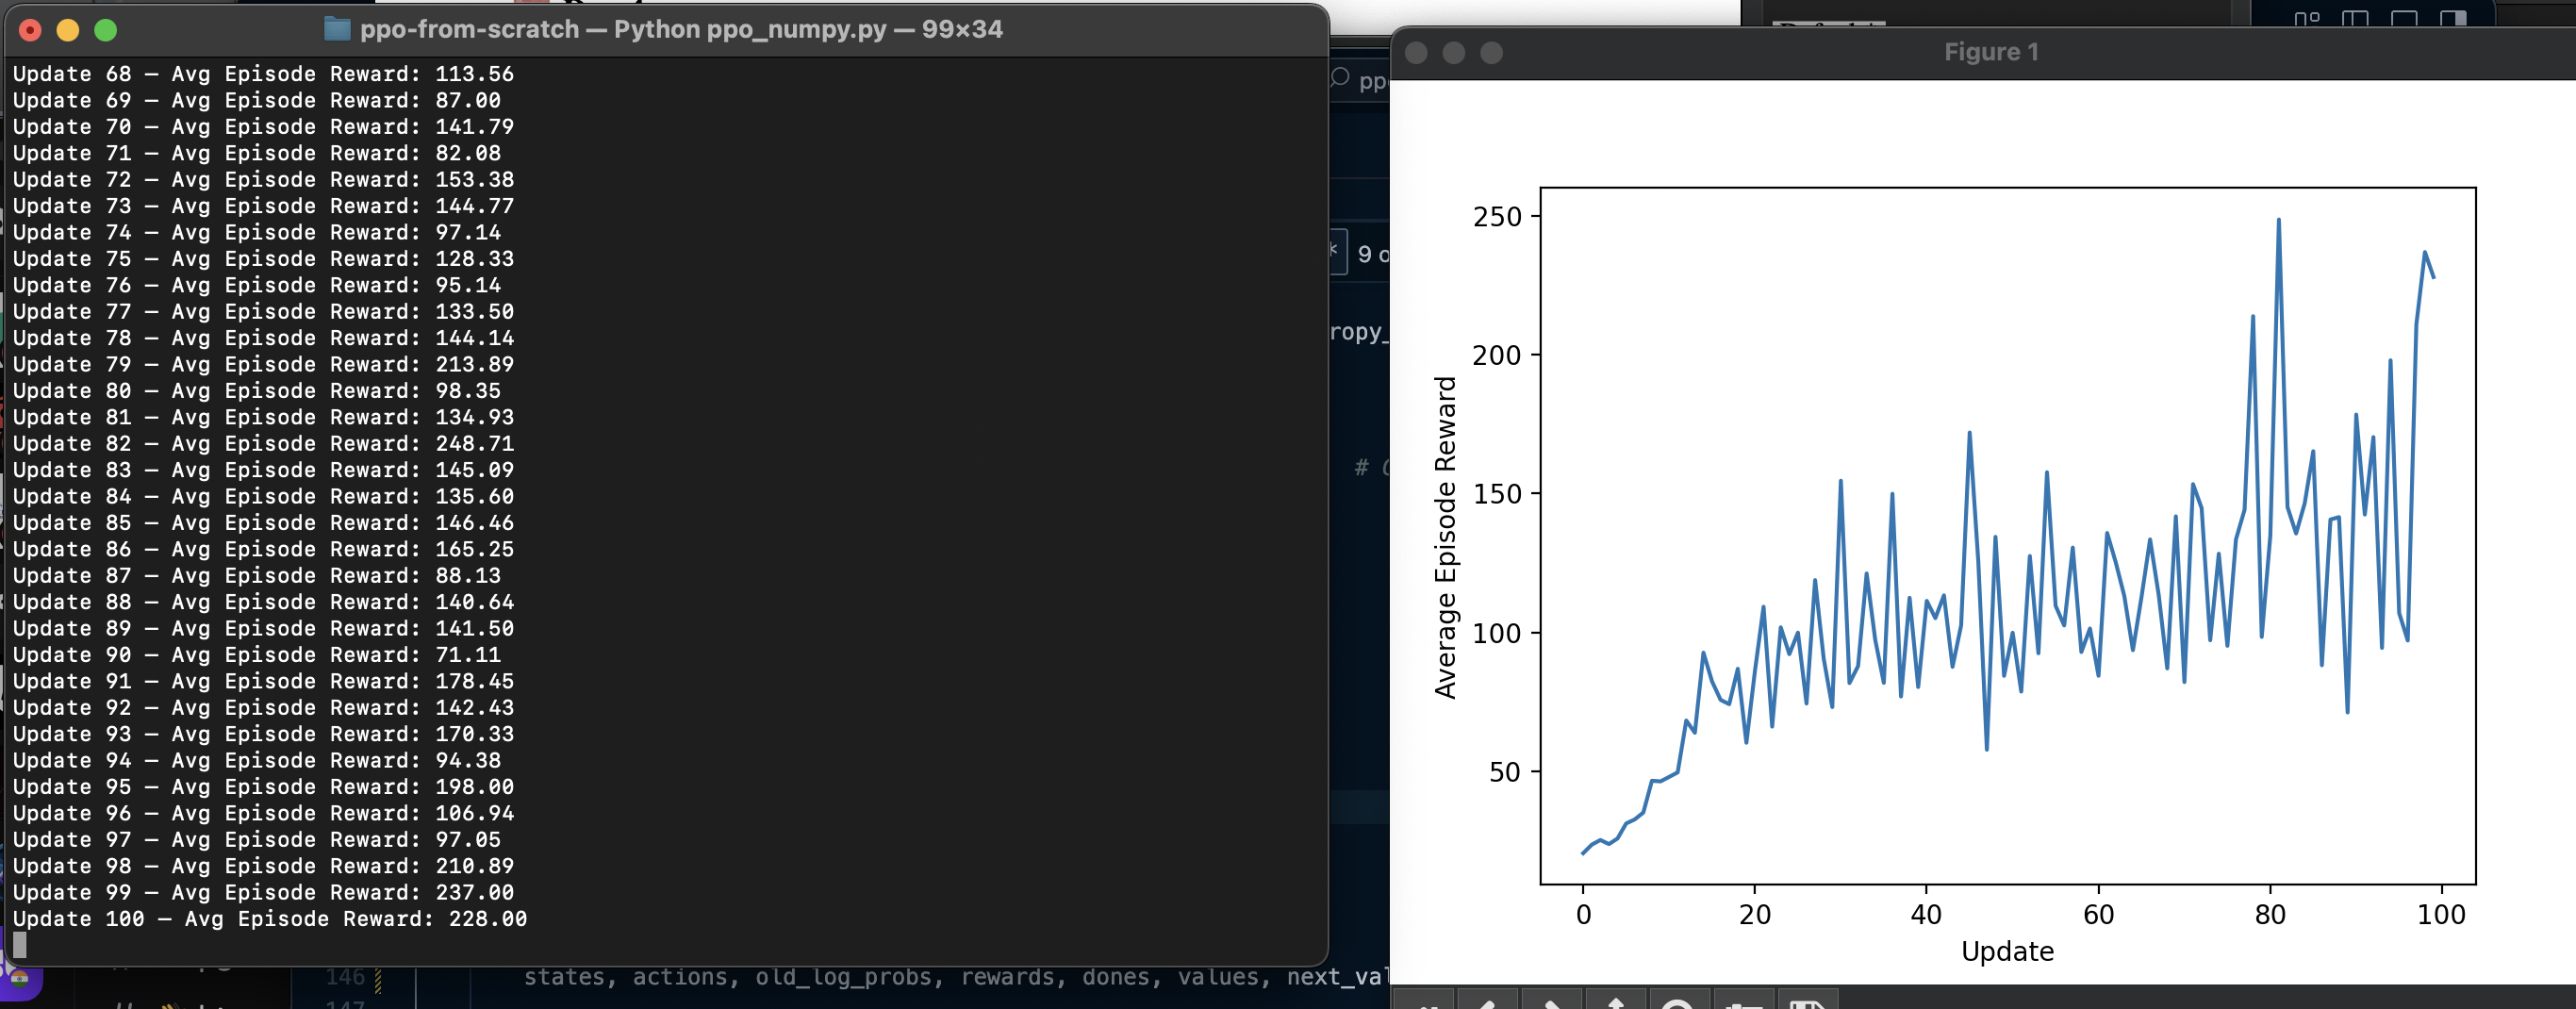 ppo-from-scratch — Python ppo_numpy.py — 99×34
Update 68 — Avg Episode Reward: 113.56
Update 69 — Avg Episode Reward: 87.00
Update 70 — Avg Episode Reward: 141.79
Update 71 — Avg Episode Reward: 82.08
Update 72 — Avg Episode Reward: 153.38
Update 73 — Avg Episode Reward: 144.77
Update 74 — Avg Episode Reward: 97.14
Update 75 — Avg Episode Reward: 128.33
Update 76 — Avg Episode Reward: 95.14
Update 77 — Avg Episode Reward: 133.50
Update 78 — Avg Episode Reward: 144.14
Update 79 — Avg Episode Reward: 213.89
Update 80 — Avg Episode Reward: 98.35
Update 81 — Avg Episode Reward: 134.93
Update 82 — Avg Episode Reward: 248.71
Update 83 — Avg Episode Reward: 145.09
Update 84 — Avg Episode Reward: 135.60
Update 85 — Avg Episode Reward: 146.46
Update 86 — Avg Episode Reward: 165.25
Update 87 — Avg Episode Reward: 88.13
Update 88 — Avg Episode Reward: 140.64
Update 89 — Avg Episode Reward: 141.50
Update 90 — Avg Episode Reward: 71.11
Update 91 — Avg Episode Reward: 178.45
Update 92 — Avg Episode Reward: 142.43
Update 93 — Avg Episode Reward: 170.33
Update 94 — Avg Episode Reward: 94.38
Update 95 — Avg Episode Reward: 198.00
Update 96 — Avg Episode Reward: 106.94
Update 97 — Avg Episode Reward: 97.05
Update 98 — Avg Episode Reward: 210.89
Update 99 — Avg Episode Reward: 237.00
Update 100 — Avg Episode Reward: 228.00
pp
9 o
ropy_
#
146 states, actions, old_log_probs, rewards, dones, values, next_val
Figure 1
250
200
150
100
50
Average Episode Reward
0 20 40 60 80 100
Update